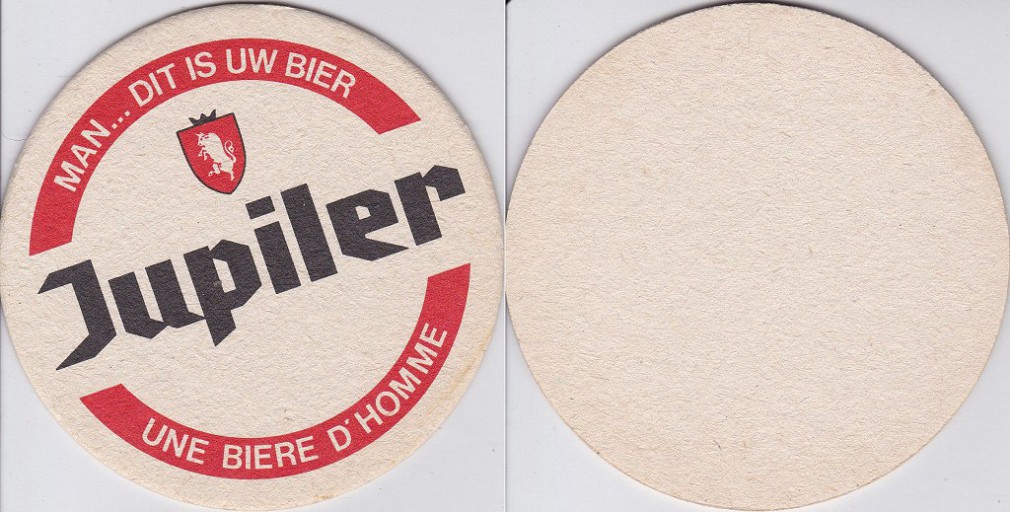 MAN... DIT IS UW BIER
Jupiler
UNE BIERE D'HOMME